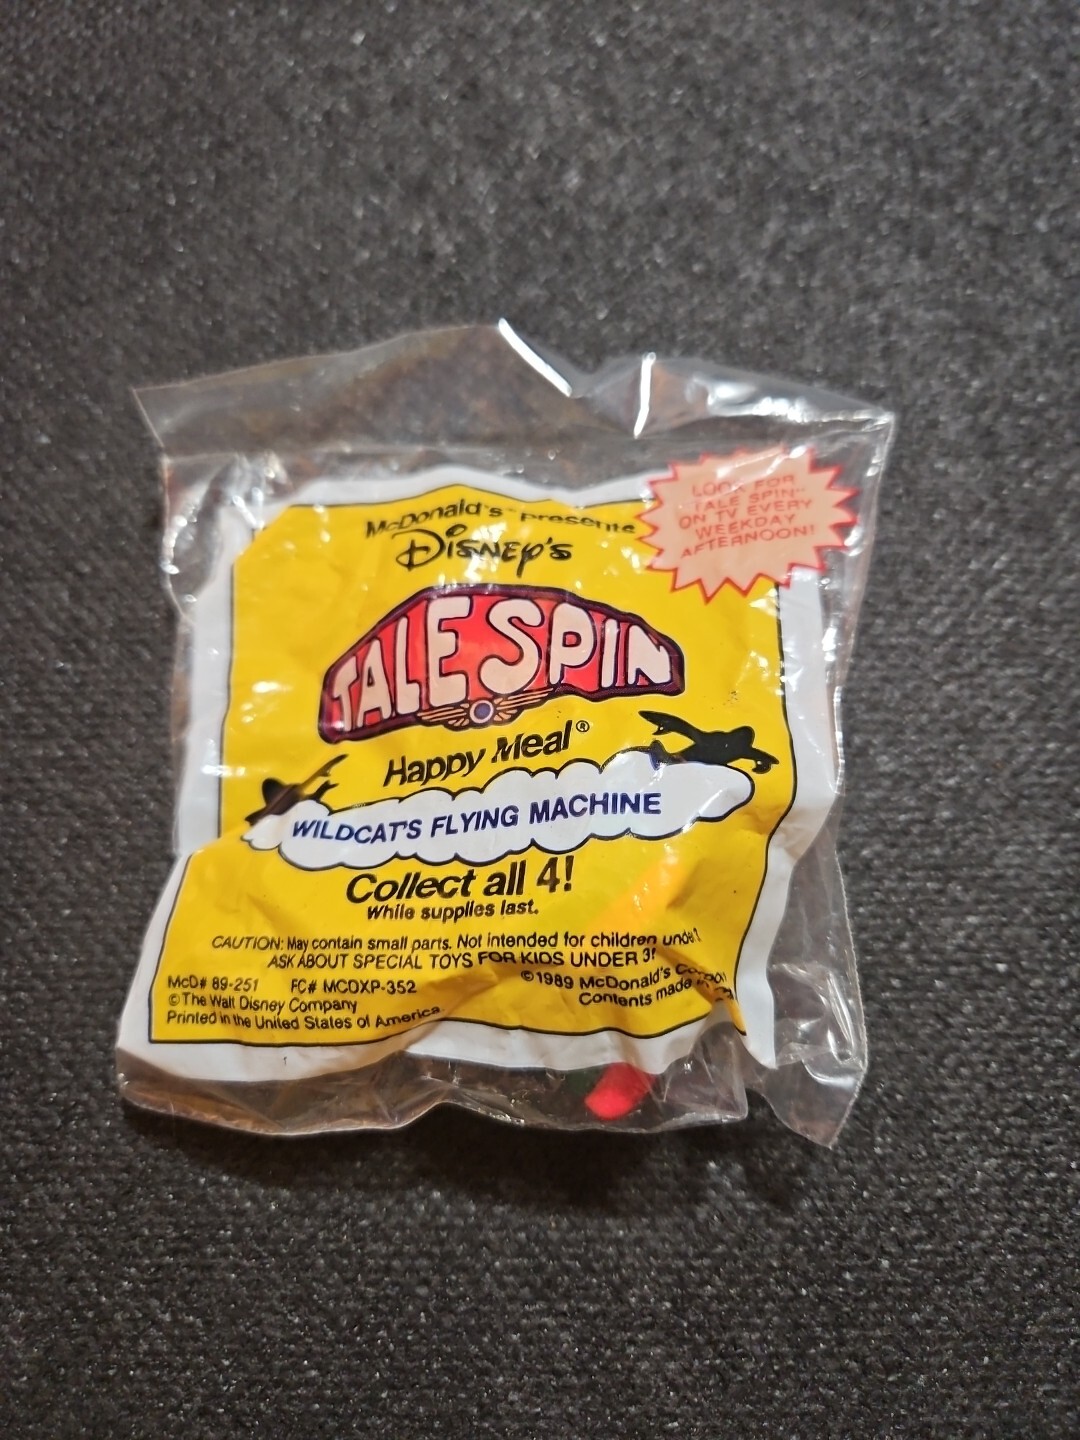 McDonald's presents
DISNEY'S
TALE SPIN
Happy Meal®
WILDCAT'S FLYING MACHINE
Collect all 4!
While supplies last.
CAUTION: May contain small parts. Not intended for children under
ASK ABOUT SPECIAL TOYS FOR KIDS UNDER 3!
McD# 89-251 FC# MCDXP-352
© The Walt Disney Company
Printed in the United States of America
© 1989 McDonald's
Contents made
LOOK FOR
TALE SPIN
ON TV EVERY
WEEKDAY
AFTERNOON!